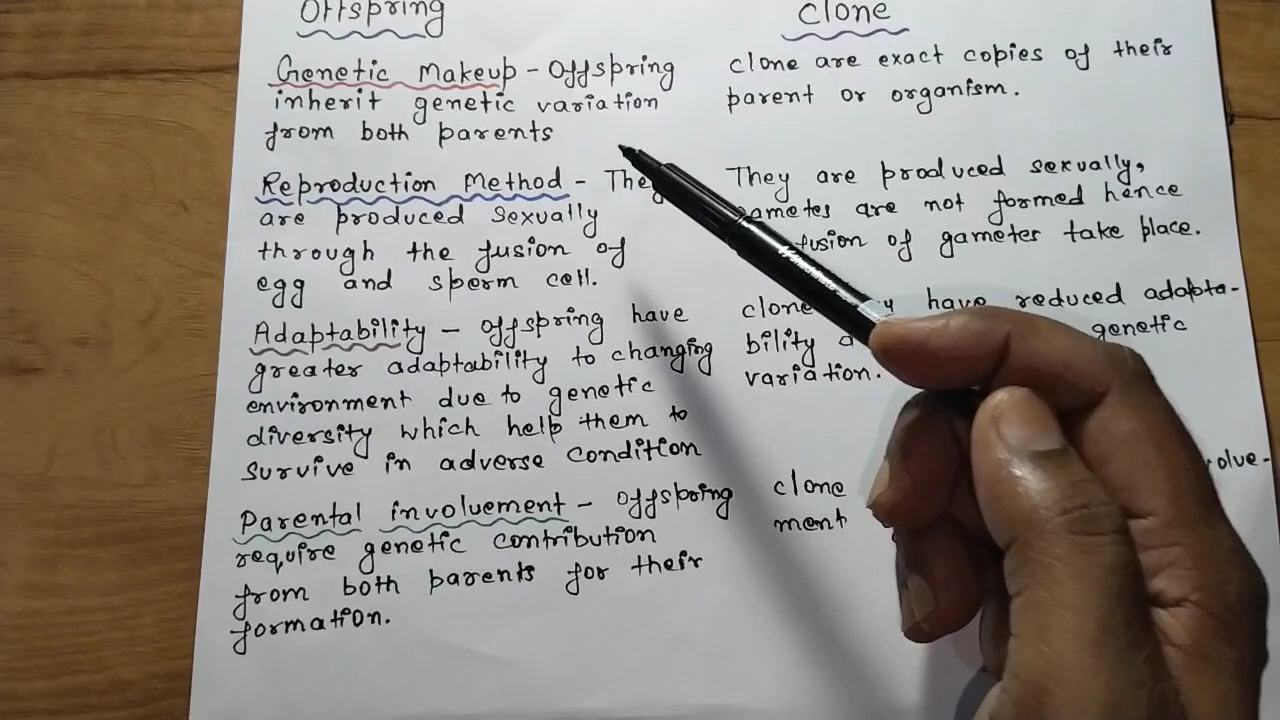 Offspring
Genetic Makeup - Offspring
inherit genetic variation
from both parents
Reproduction Method - They
are produced sexually
through the fusion of
egg and sperm cell.
Adaptability - offspring have
greater adaptability to changing
environment due to genetic
diversity which help them to
survive in adverse condition
Parental involvement - offspring
require genetic contribution
from both parents for their
formation.
Clone
clone are exact copies of their
parent or organism.
They are produced sexually,
are not formed hence
fusion of gametes take place.
clone have reduced adapta-
bility genetic
variation.
clone
ment